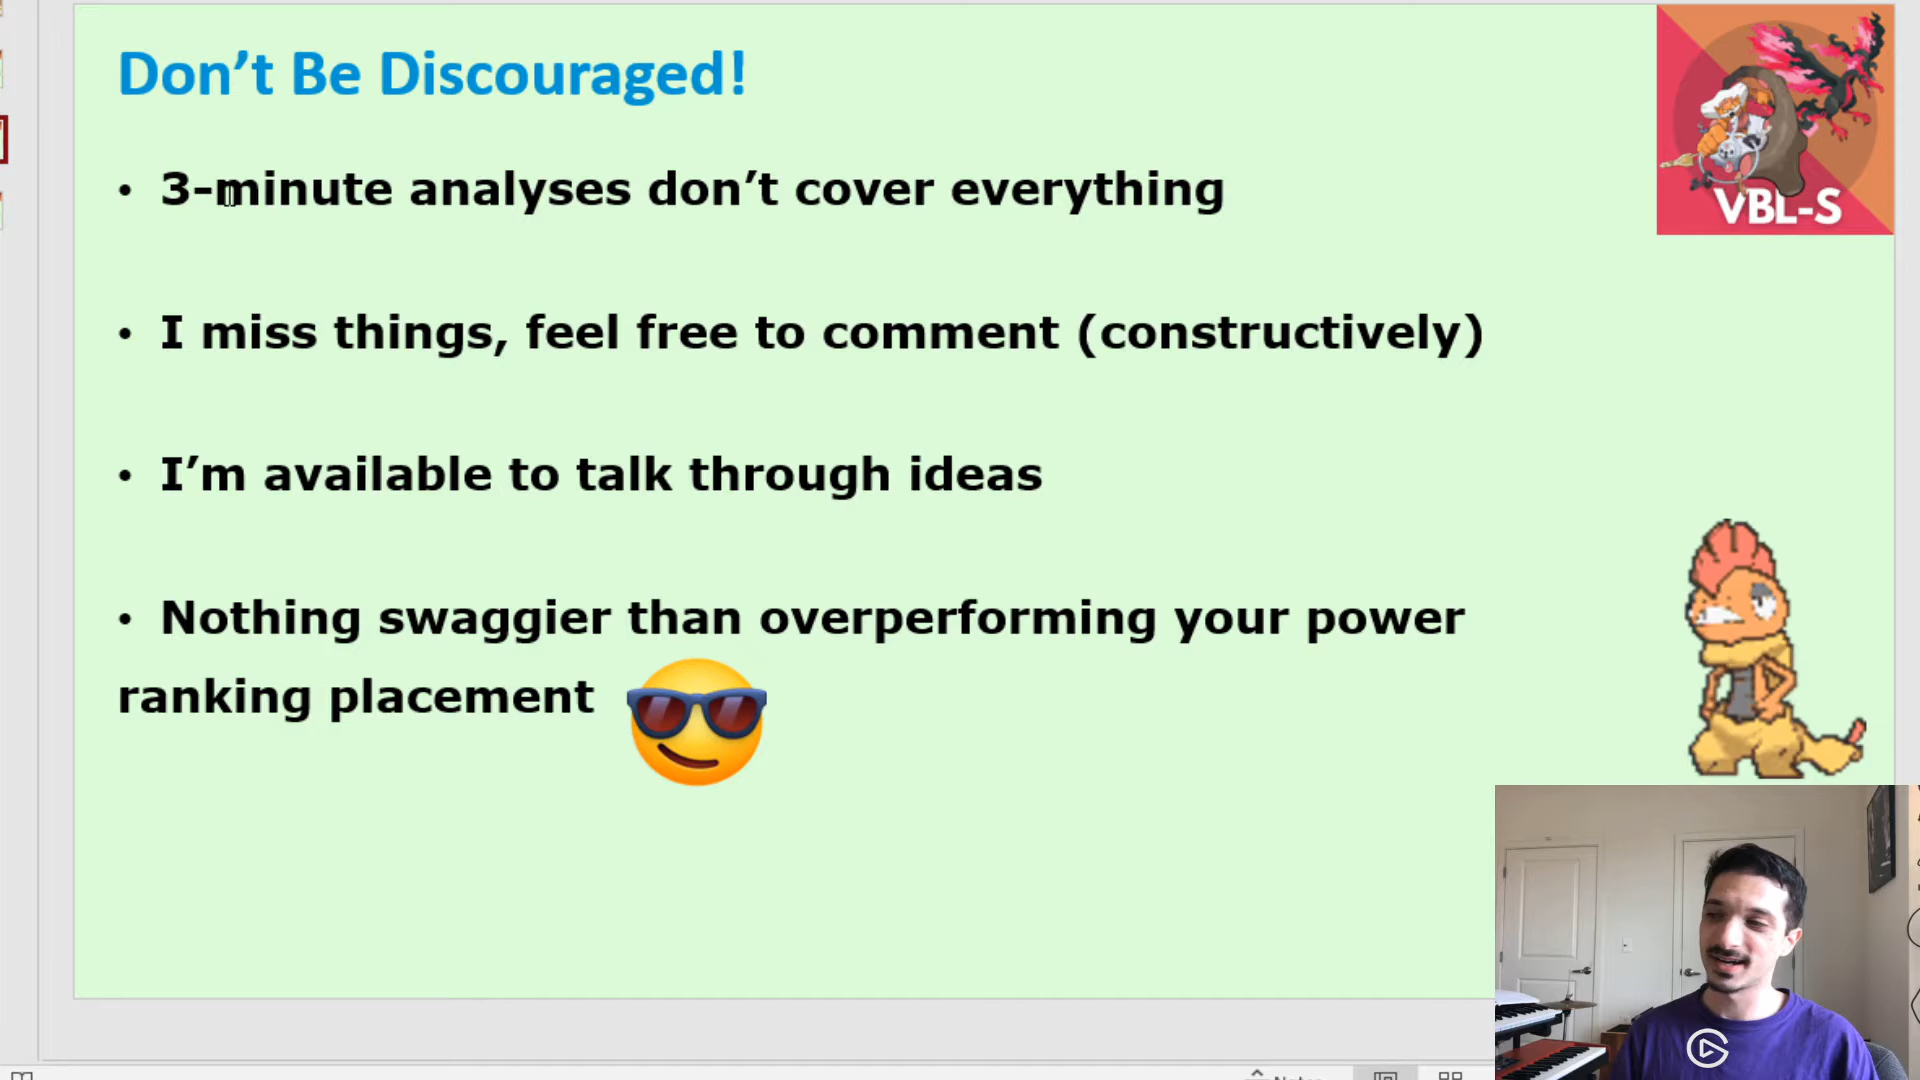 Don’t Be Discouraged!
• 3-minute analyses don’t cover everything
• I miss things, feel free to comment (constructively)
• I’m available to talk through ideas
• Nothing swaggier than overperforming your power
ranking placement
VBL-S